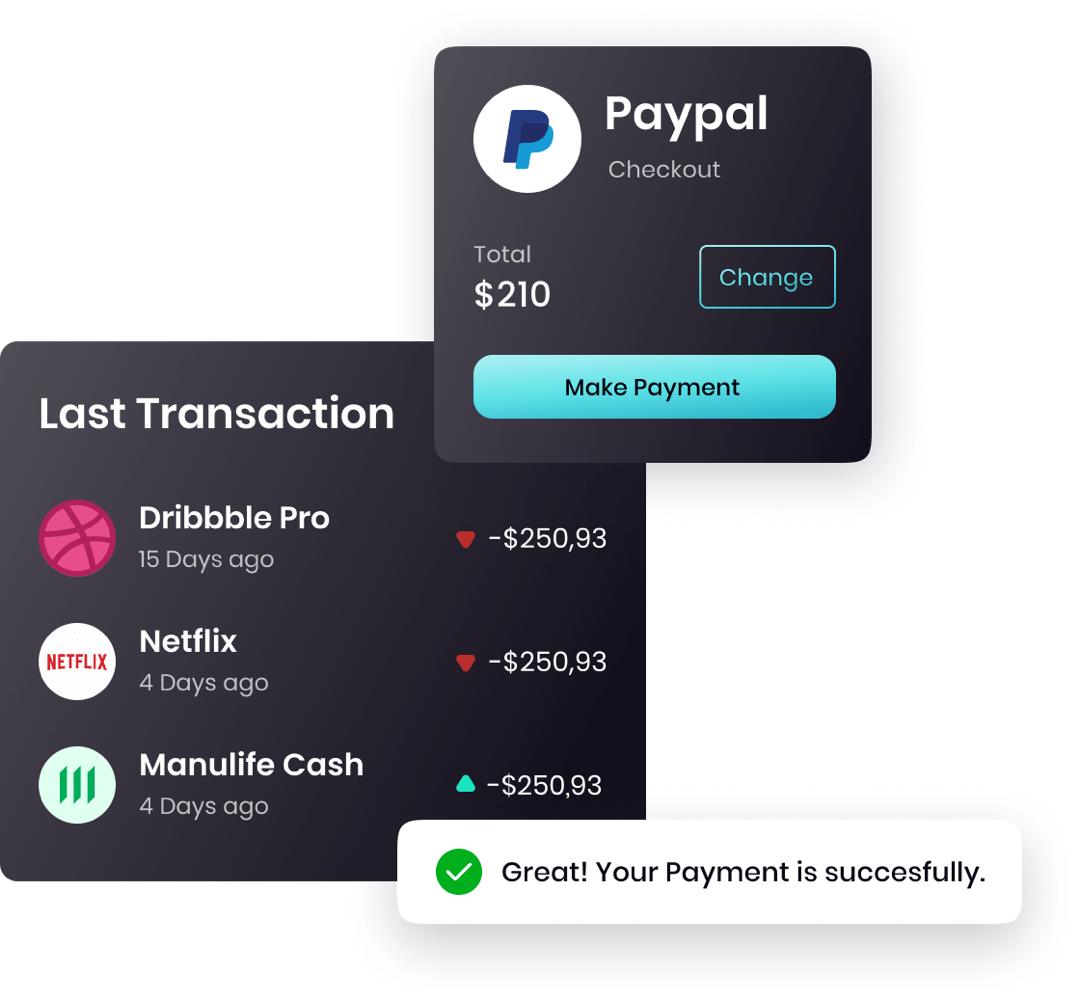 Paypal
Checkout
Total
$210
Change
Make Payment
Last Transaction
Dribbble Pro
15 Days ago
-$250,93
NETFLIX
Netflix
4 Days ago
-$250,93
Manulife Cash
4 Days ago
-$250,93
Great! Your Payment is succesfully.